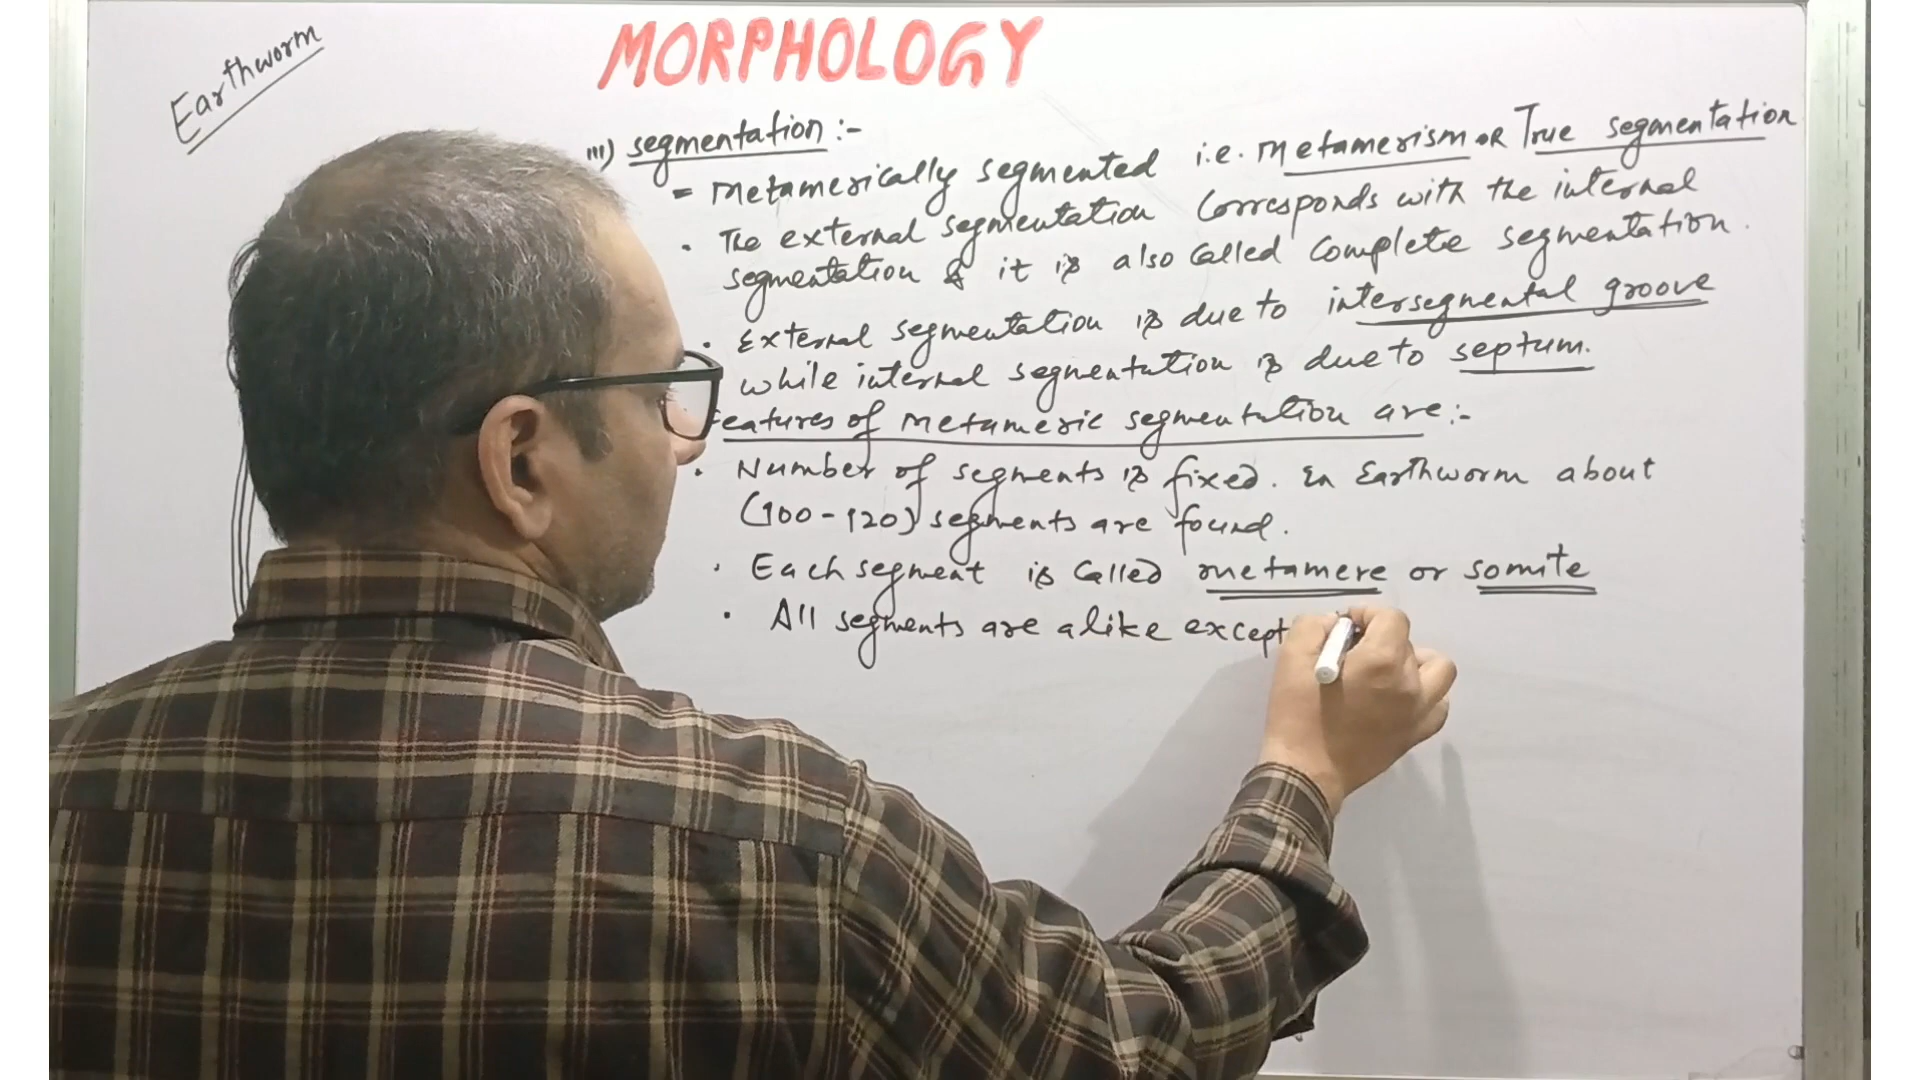 Earthworm
MORPHOLOGY
III) segmentation :-
= Metamerically segmented i.e. Metamerism OR True segmentation
• The external segmentation Corresponds with the internal
segmentation & it is also Called Complete segmentation.
• External segmentation is due to intersegmental groove
while internal segmentation is due to septum.
Features of Metameric segmentation are :-
• Number of segments is fixed. In Earthworm about
(100-120) segments are found.
• Each segment is Called metamere or somite
• All segments are alike except